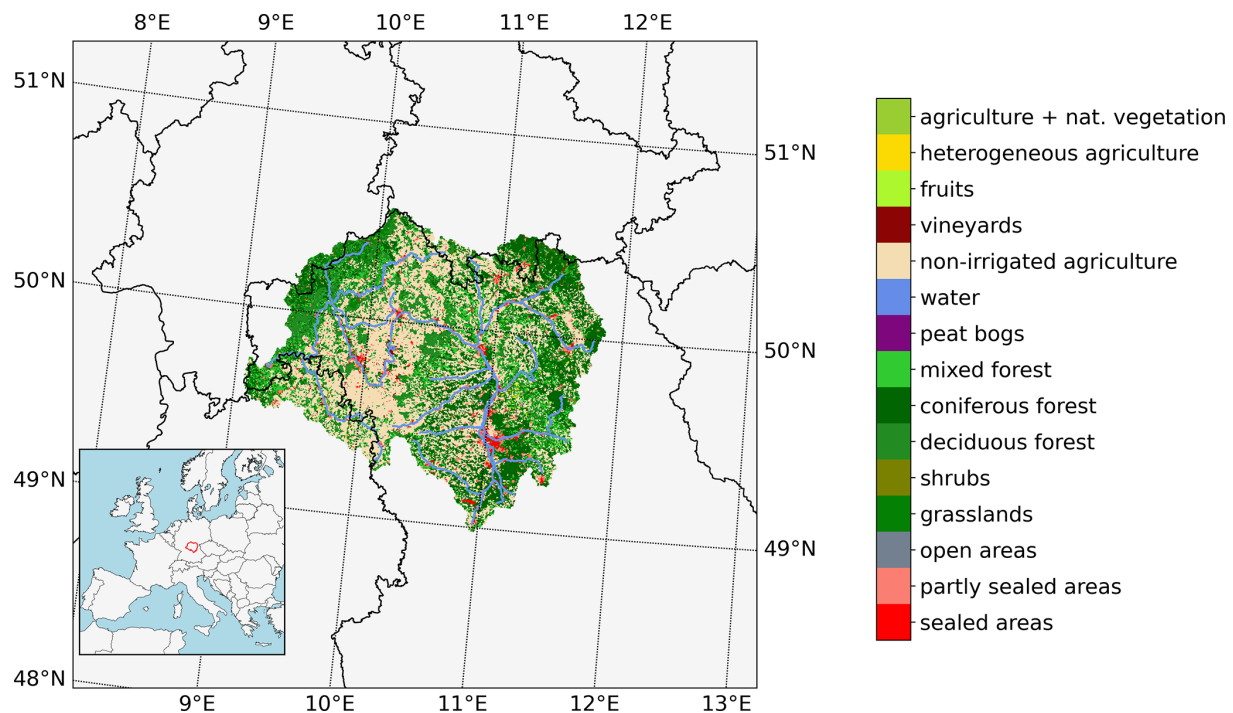 8°E 9°E 10°E 11°E 12°E
51°N
50°N
49°N
48°N
51°N
50°N
49°N
9°E 10°E 11°E 12°E 13°E
agriculture + nat. vegetation
heterogeneous agriculture
fruits
vineyards
non-irrigated agriculture
water
peat bogs
mixed forest
coniferous forest
deciduous forest
shrubs
grasslands
open areas
partly sealed areas
sealed areas